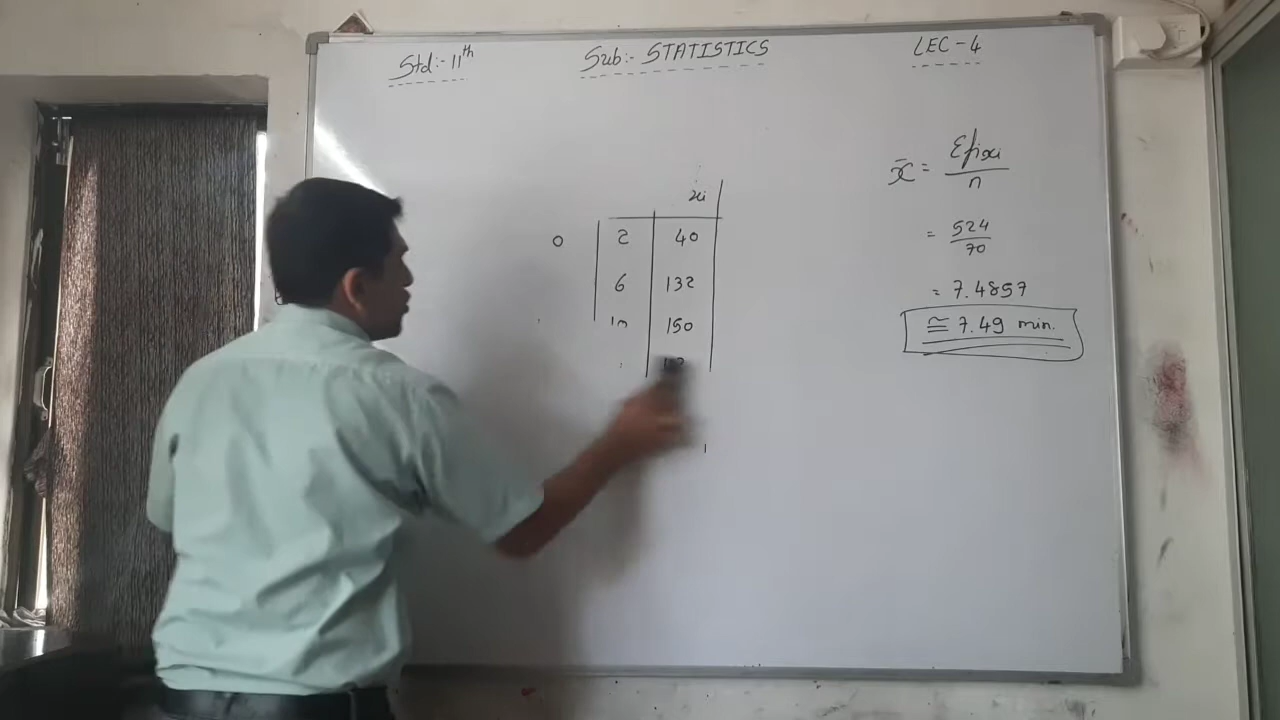 Std:- 11th
Sub:- STATISTICS
LEC-4
xi
0 2 40
6 132
10 150
x̄ = Σfixi / n
= 524 / 70
= 7.4857
≅ 7.49 min.